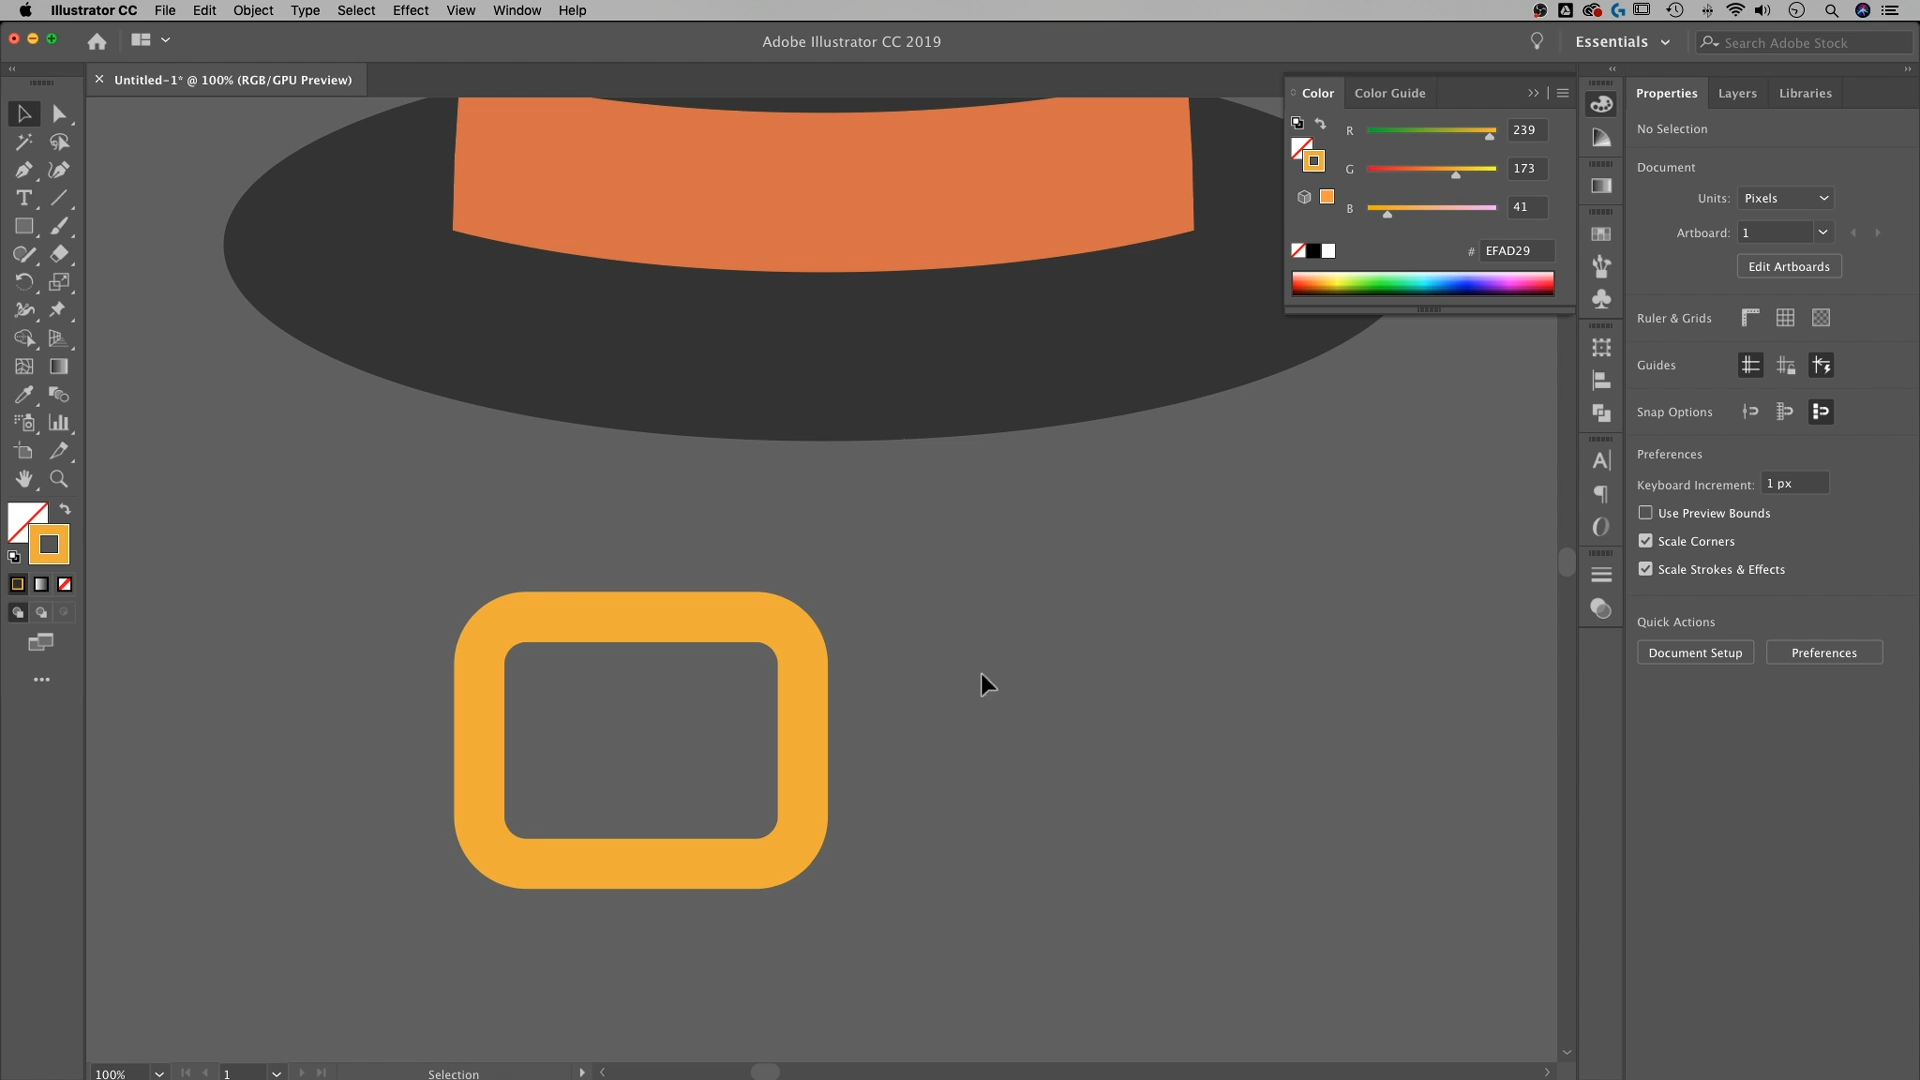 Illustrator CC File Edit Object Type Select Effect View Window Help
Adobe Illustrator CC 2019
Essentials
Search Adobe Stock
× Untitled-1* @ 100% (RGB/GPU Preview)
Color Color Guide
R 239
G 173
B 41
# EFAD29
Properties Layers Libraries
No Selection
Document
Units: Pixels
Artboard: 1
Edit Artboards
Ruler & Grids
Guides
Snap Options
Preferences
Keyboard Increment: 1 px
Use Preview Bounds
Scale Corners
Scale Strokes & Effects
Quick Actions
Document Setup Preferences
100% 1 Selection